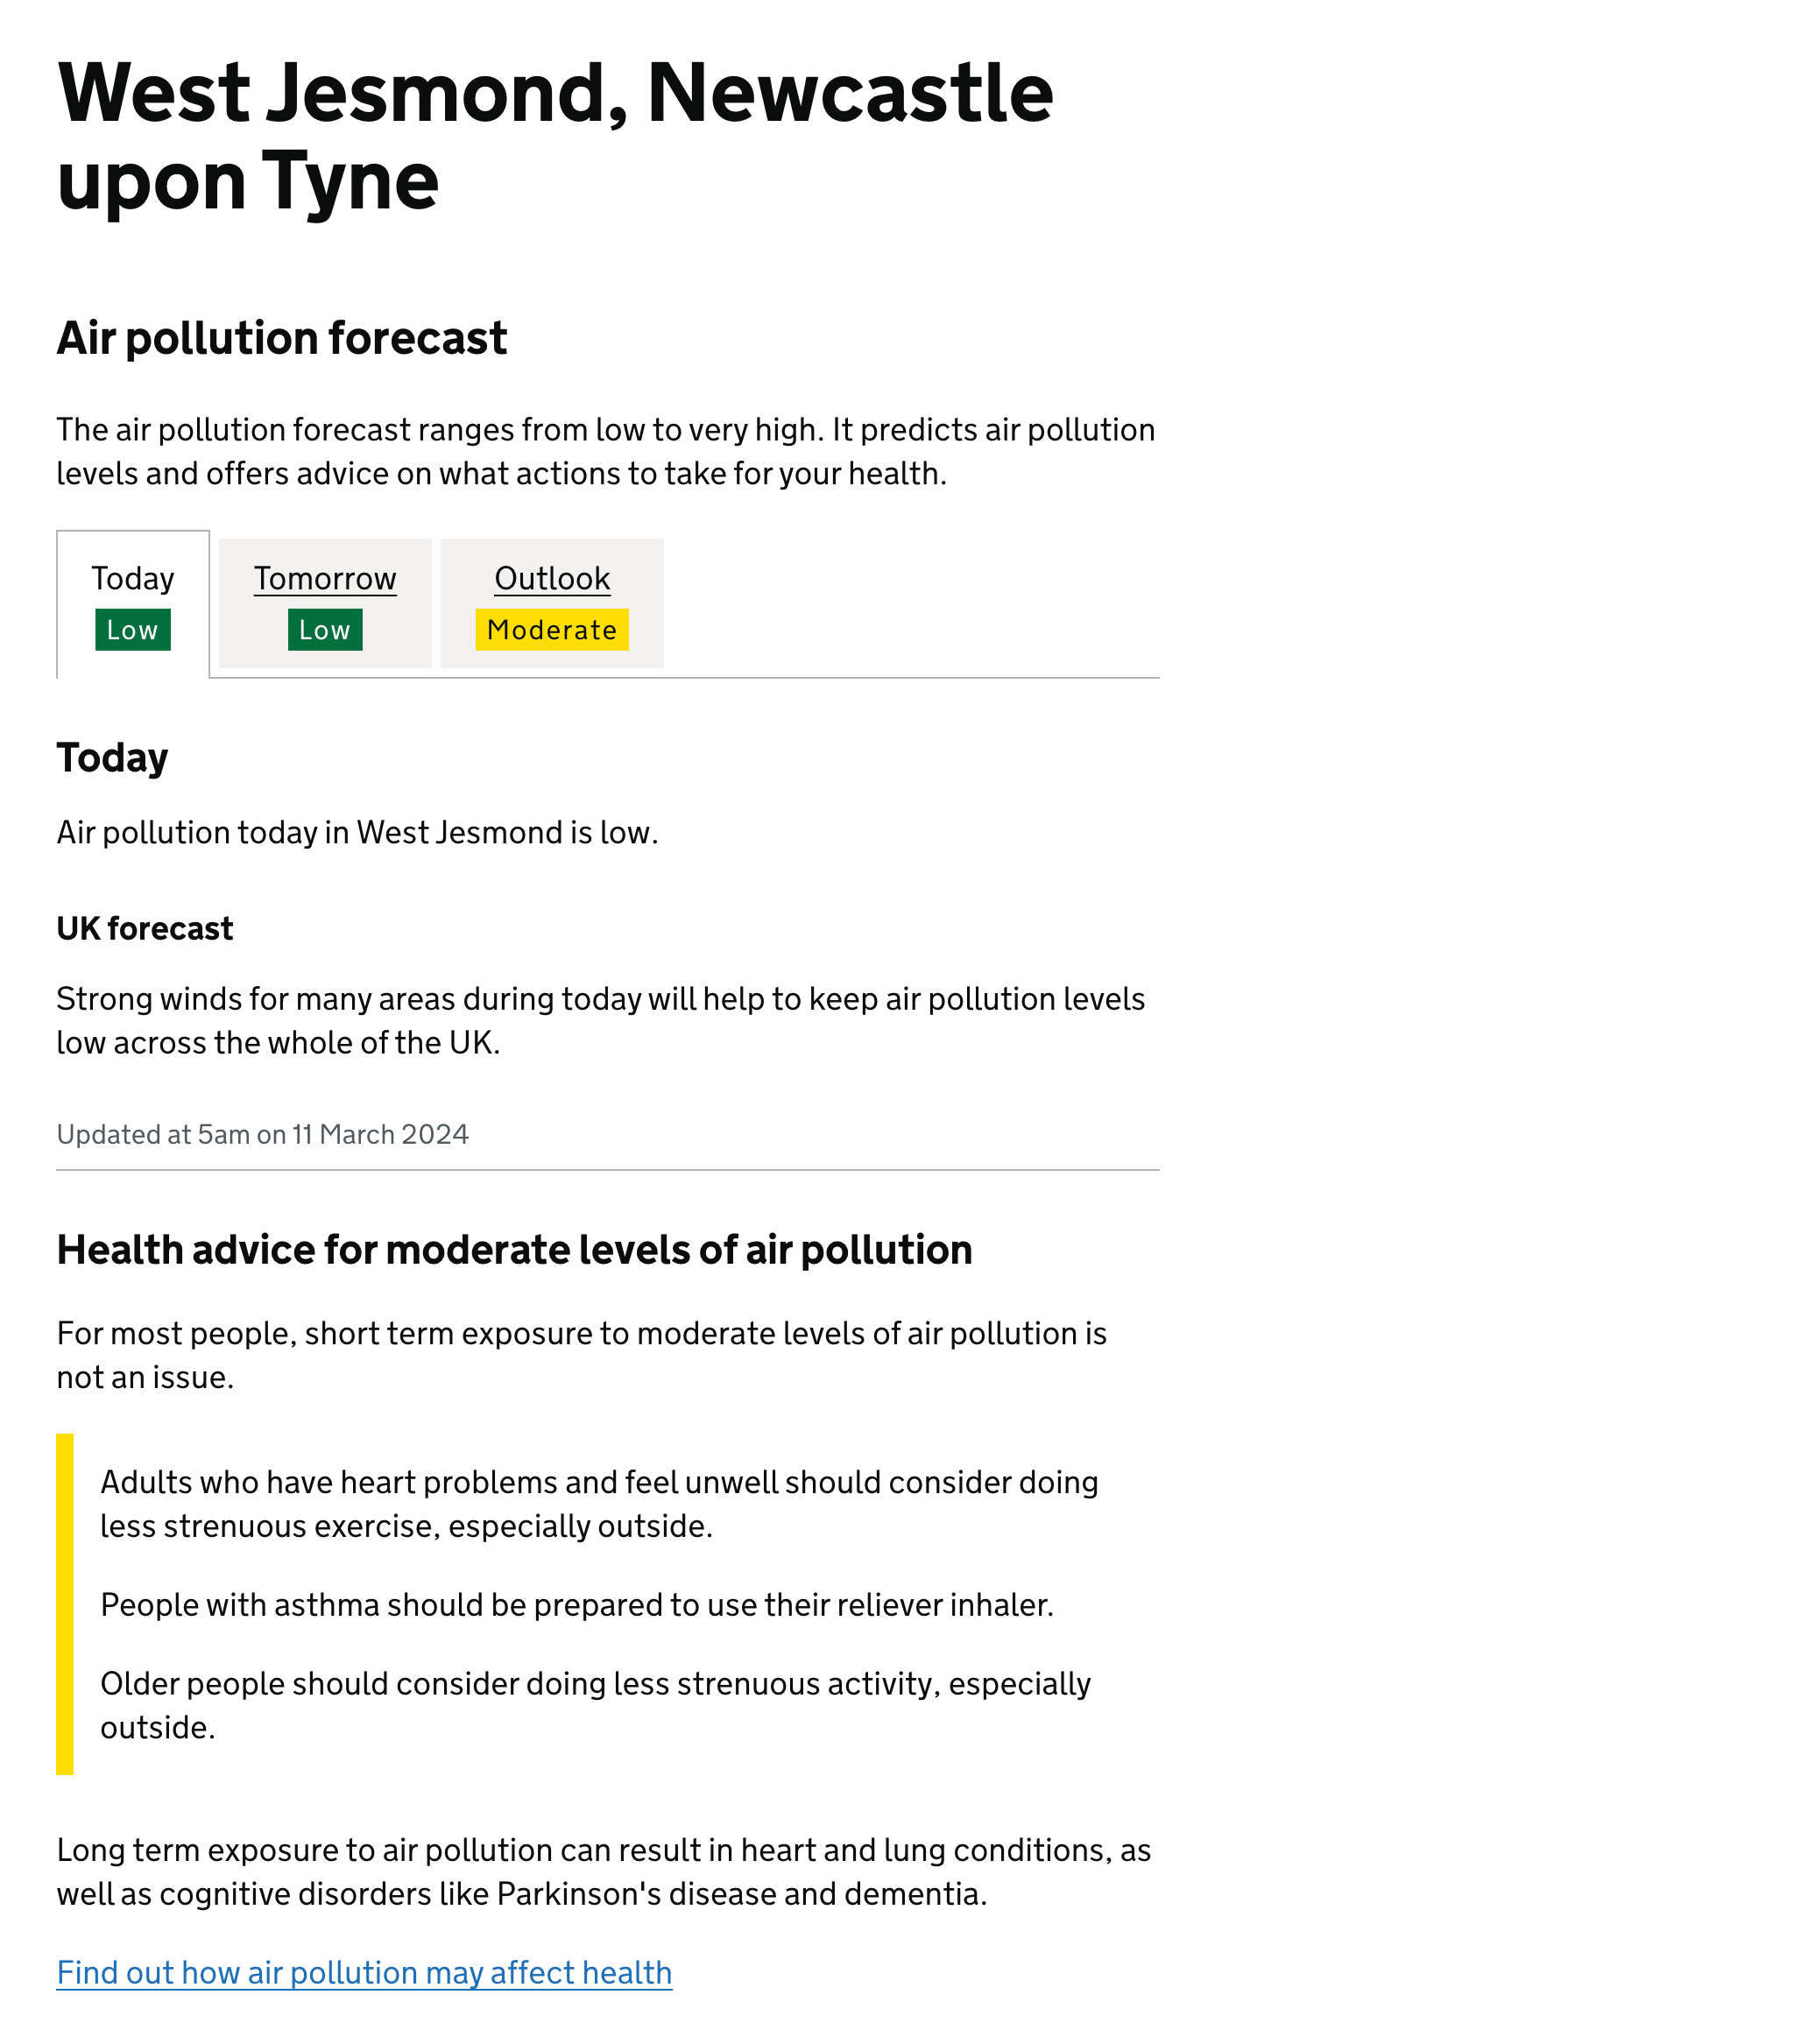 West Jesmond, Newcastle
upon Tyne
Air pollution forecast
The air pollution forecast ranges from low to very high. It predicts air pollution
levels and offers advice on what actions to take for your health.
Today
Low
Tomorrow
Low
Outlook
Moderate
Today
Air pollution today in West Jesmond is low.
UK forecast
Strong winds for many areas during today will help to keep air pollution levels
low across the whole of the UK.
Updated at 5am on 11 March 2024
Health advice for moderate levels of air pollution
For most people, short term exposure to moderate levels of air pollution is
not an issue.
Adults who have heart problems and feel unwell should consider doing
less strenuous exercise, especially outside.
People with asthma should be prepared to use their reliever inhaler.
Older people should consider doing less strenuous activity, especially
outside.
Long term exposure to air pollution can result in heart and lung conditions, as
well as cognitive disorders like Parkinson's disease and dementia.
Find out how air pollution may affect health